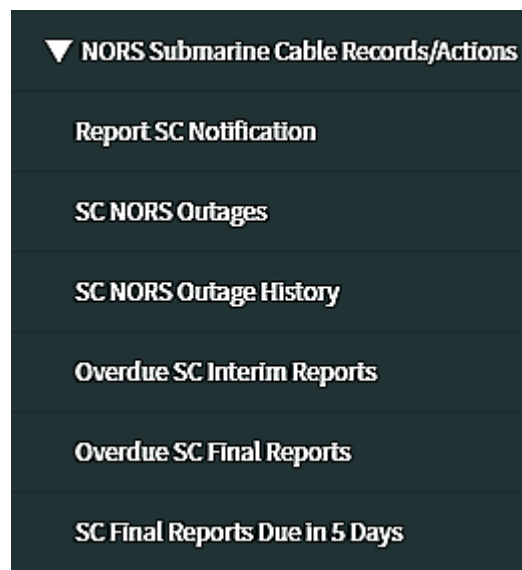 NORS Submarine Cable Records/Actions
Report SC Notification
SC NORS Outages
SC NORS Outage History
Overdue SC Interim Reports
Overdue SC Final Reports
SC Final Reports Due in 5 Days